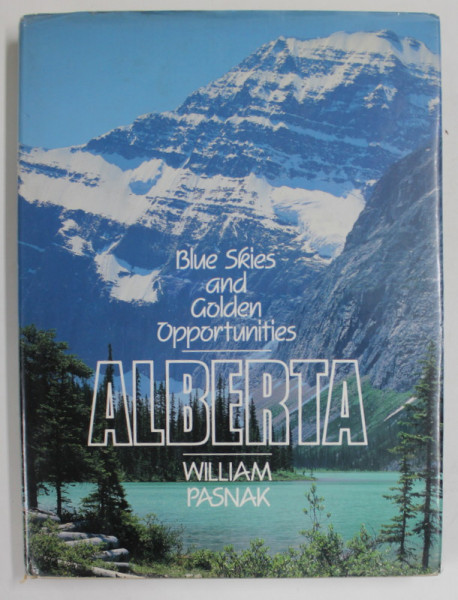 Blue Skies
and
Golden
Opportunities
ALBERTA
WILLIAM
PASNAK